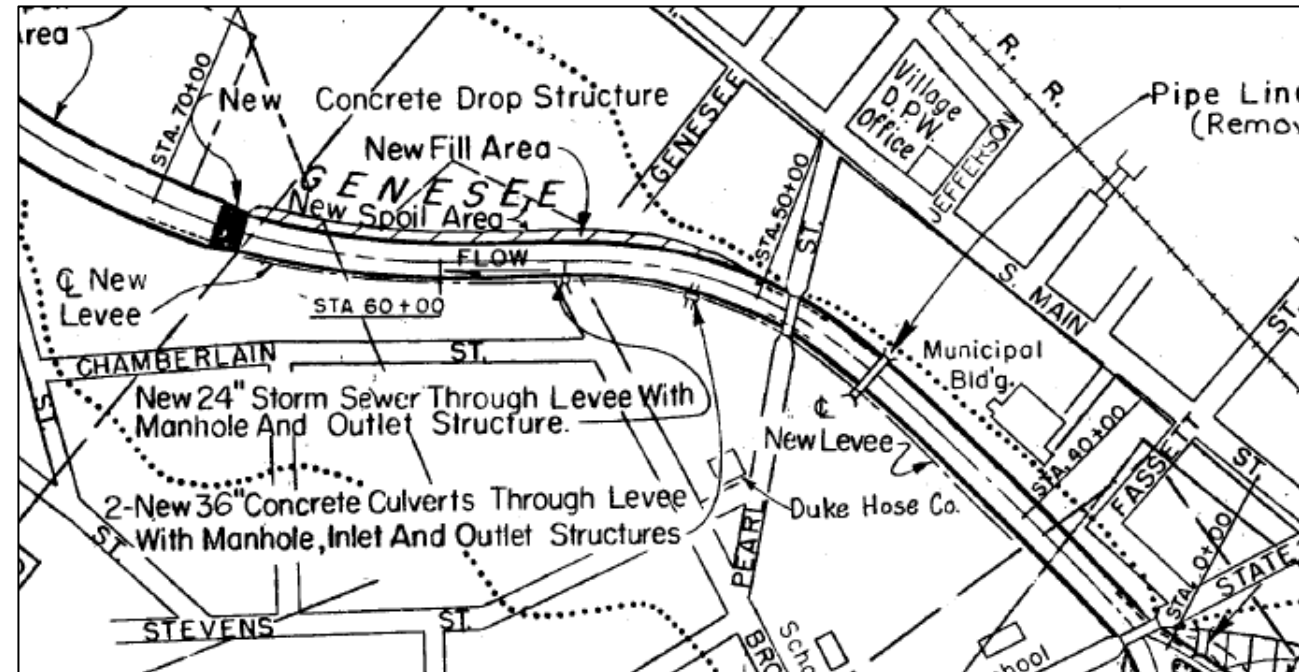 rea
STA. 70+00
New
Concrete Drop Structure
New Fill Area
GENESEE
New Spoil Area
GENESEE
Village
D.P.W.
Office
JEFFERSON
R. R.
Pipe Lin
(Remov
STA. 50+00
ST.
S. MAIN
ST.
℄ New
Levee
FLOW
STA 60+00
CHAMBERLAIN ST.
ST.
New 24" Storm Sewer Through Levee With
Manhole And Outlet Structure.
2-New 36" Concrete Culverts Through Levee
With Manhole, Inlet And Outlet Structures
Municipal
Bld'g.
℄
New Levee
STA. 40+00
FASSET
ST.
Duke Hose Co.
PEARL
ST.
STEVENS ST.
BRO
Scho
hool
STA. 0+00
STATE